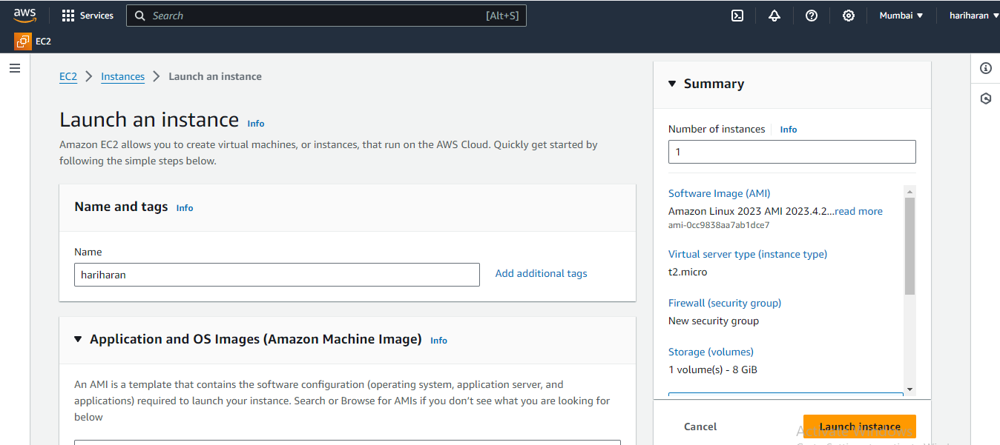 aws
Services
Search
[Alt+S]
Mumbai
hariharan
EC2
EC2 Instances Launch an instance
Launch an instance Info
Amazon EC2 allows you to create virtual machines, or instances, that run on the AWS Cloud. Quickly get started by
following the simple steps below.
Name and tags Info
Name
hariharan
Add additional tags
Application and OS Images (Amazon Machine Image) Info
An AMI is a template that contains the software configuration (operating system, application server, and
applications) required to launch your instance. Search or Browse for AMIs if you don't see what you are looking for
below
Summary
Number of instances Info
1
Software Image (AMI)
Amazon Linux 2023 AMI 2023.4.2...read more
ami-0cc9838aa7ab1dce7
Virtual server type (instance type)
t2.micro
Firewall (security group)
New security group
Storage (volumes)
1 volume(s) - 8 GiB
Cancel
Launch instance